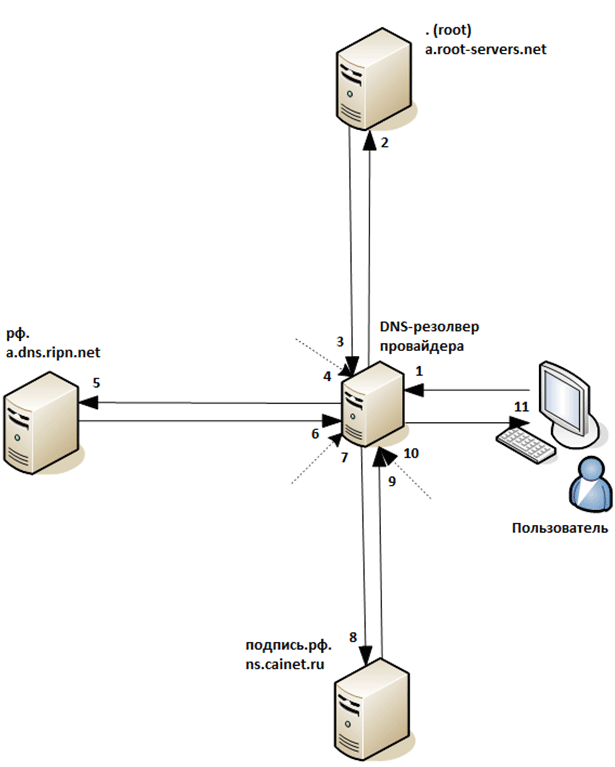 . (root)
a.root-servers.net
2
DNS-резолвер
провайдера
3
4
1
рф.
a.dns.ripn.net
5
11
6
7
10
9
Пользователь
8
подпись.рф.
ns.cainet.ru